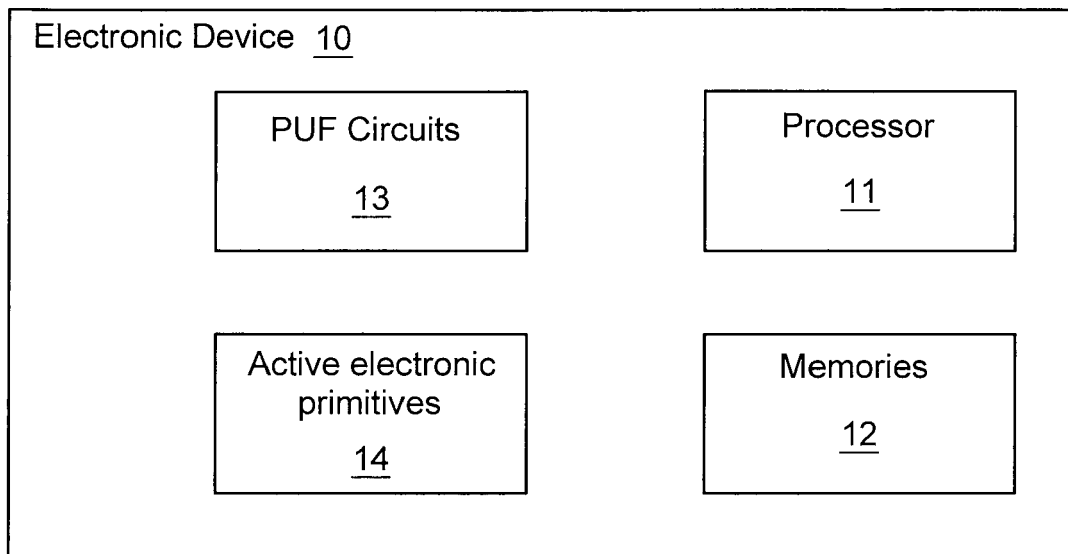 Electronic Device 10
PUF Circuits
13
Processor
11
Active electronic
primitives
14
Memories
12